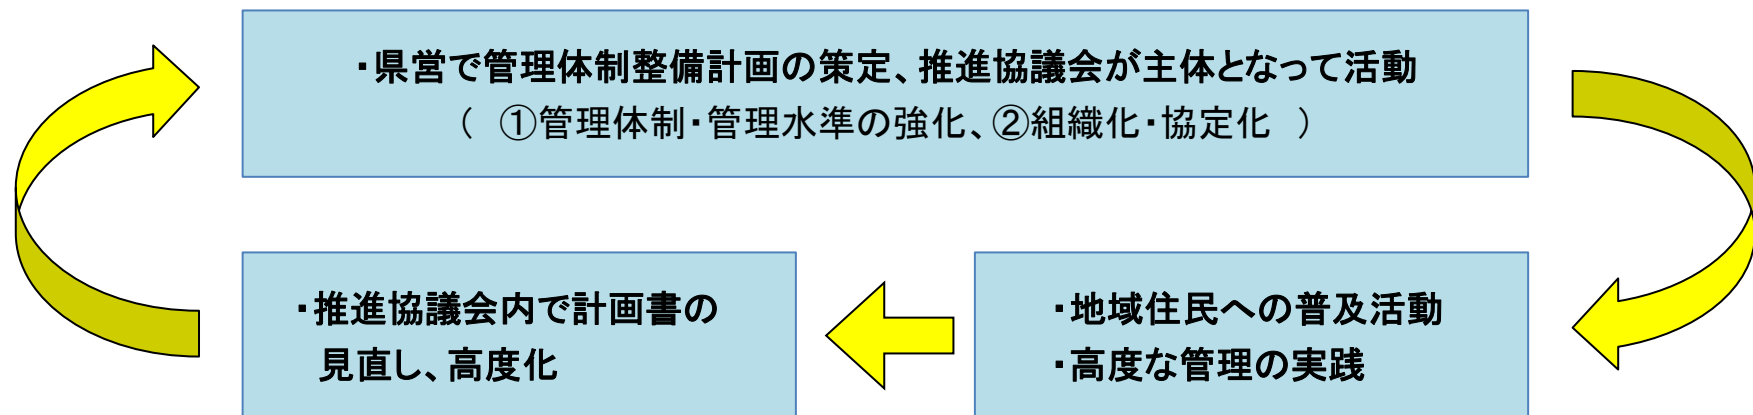 ・県営で管理体制整備計画の策定、推進協議会が主体となって活動
（　①管理体制・管理水準の強化、②組織化・協定化　）
・推進協議会内で計画書の
見直し、高度化
・地域住民への普及活動
・高度な管理の実践